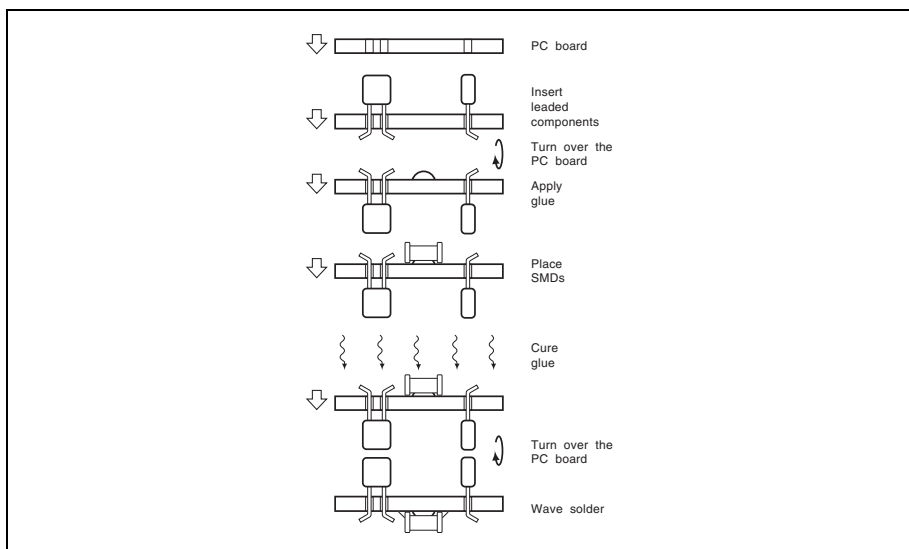 PC board
Insert
leaded
components
Turn over the
PC board
Apply
glue
Place
SMDs
Cure
glue
Turn over the
PC board
Wave solder